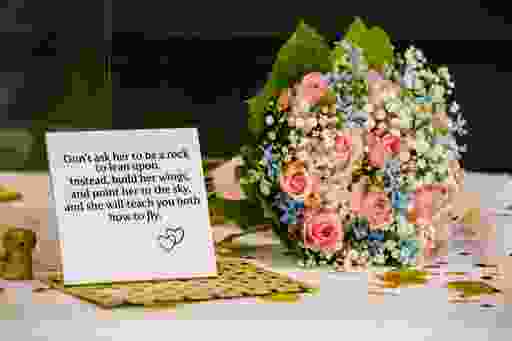 Don't ask her to be a rock
to lean upon.
Instead, build her wings,
and point her to the sky,
and she will teach you both
how to fly.